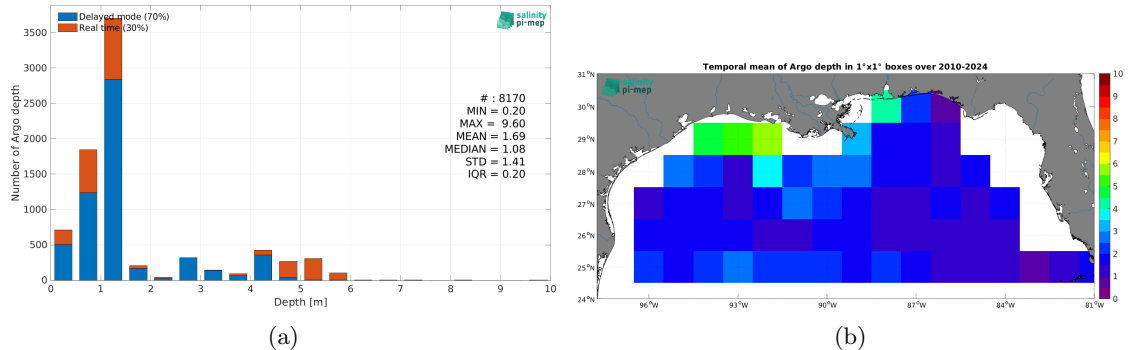 Delayed mode (70%)
Real time (30%)
salinity
pi-mep
3500
3000
2500
2000
1500
1000
500
0
Number of Argo depth
# : 8170
MIN = 0.20
MAX = 9.60
MEAN = 1.69
MEDIAN = 1.08
STD = 1.41
IQR = 0.20
0 1 2 3 4 5 6 7 8 9 10
Depth [m]
(a)
Temporal mean of Argo depth in 1°x1° boxes over 2010-2024
salinity
pi-mep
31°N
30°N
29°N
28°N
27°N
26°N
25°N
24°N
96°W 93°W 90°W 87°W 84°W 81°W
10
9
8
7
6
5
4
3
2
1
0
(b)